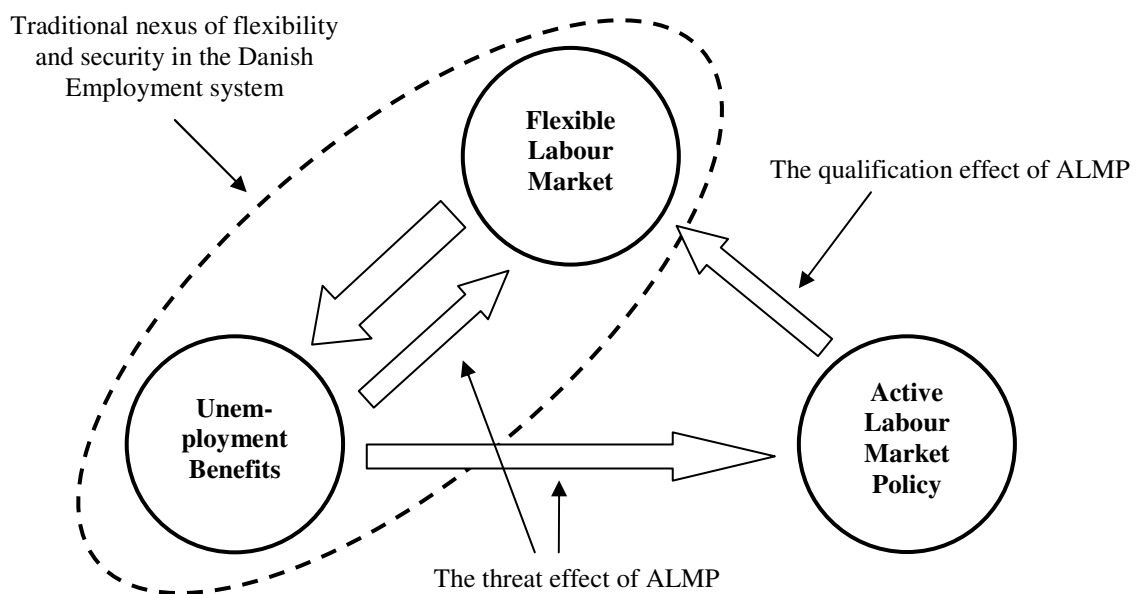 Traditional nexus of flexibility
and security in the Danish
Employment system
Flexible
Labour
Market
The qualification effect of ALMP
Unem-
ployment
Benefits
Active
Labour
Market
Policy
The threat effect of ALMP